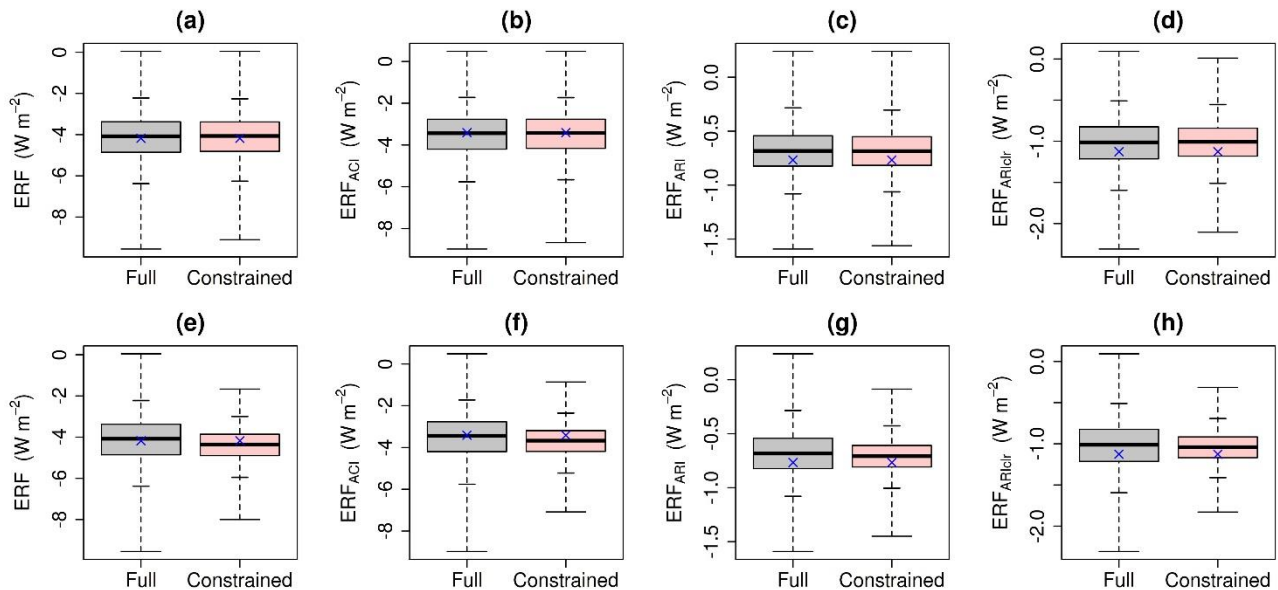 (a) (b) (c) (d)
ERF (W m−2)
0
−2
−4
−6
−8
Full Constrained
ERFACI (W m−2)
0
−2
−4
−6
−8
Full Constrained
ERFARI (W m−2)
0.0
−0.5
−1.0
−1.5
Full Constrained
ERFARIclr (W m−2)
0.0
−1.0
−2.0
Full Constrained
(e) (f) (g) (h)
ERF (W m−2)
0
−2
−4
−6
−8
Full Constrained
ERFACI (W m−2)
0
−2
−4
−6
−8
Full Constrained
ERFARI (W m−2)
0.0
−0.5
−1.0
−1.5
Full Constrained
ERFARIclr (W m−2)
0.0
−1.0
−2.0
Full Constrained